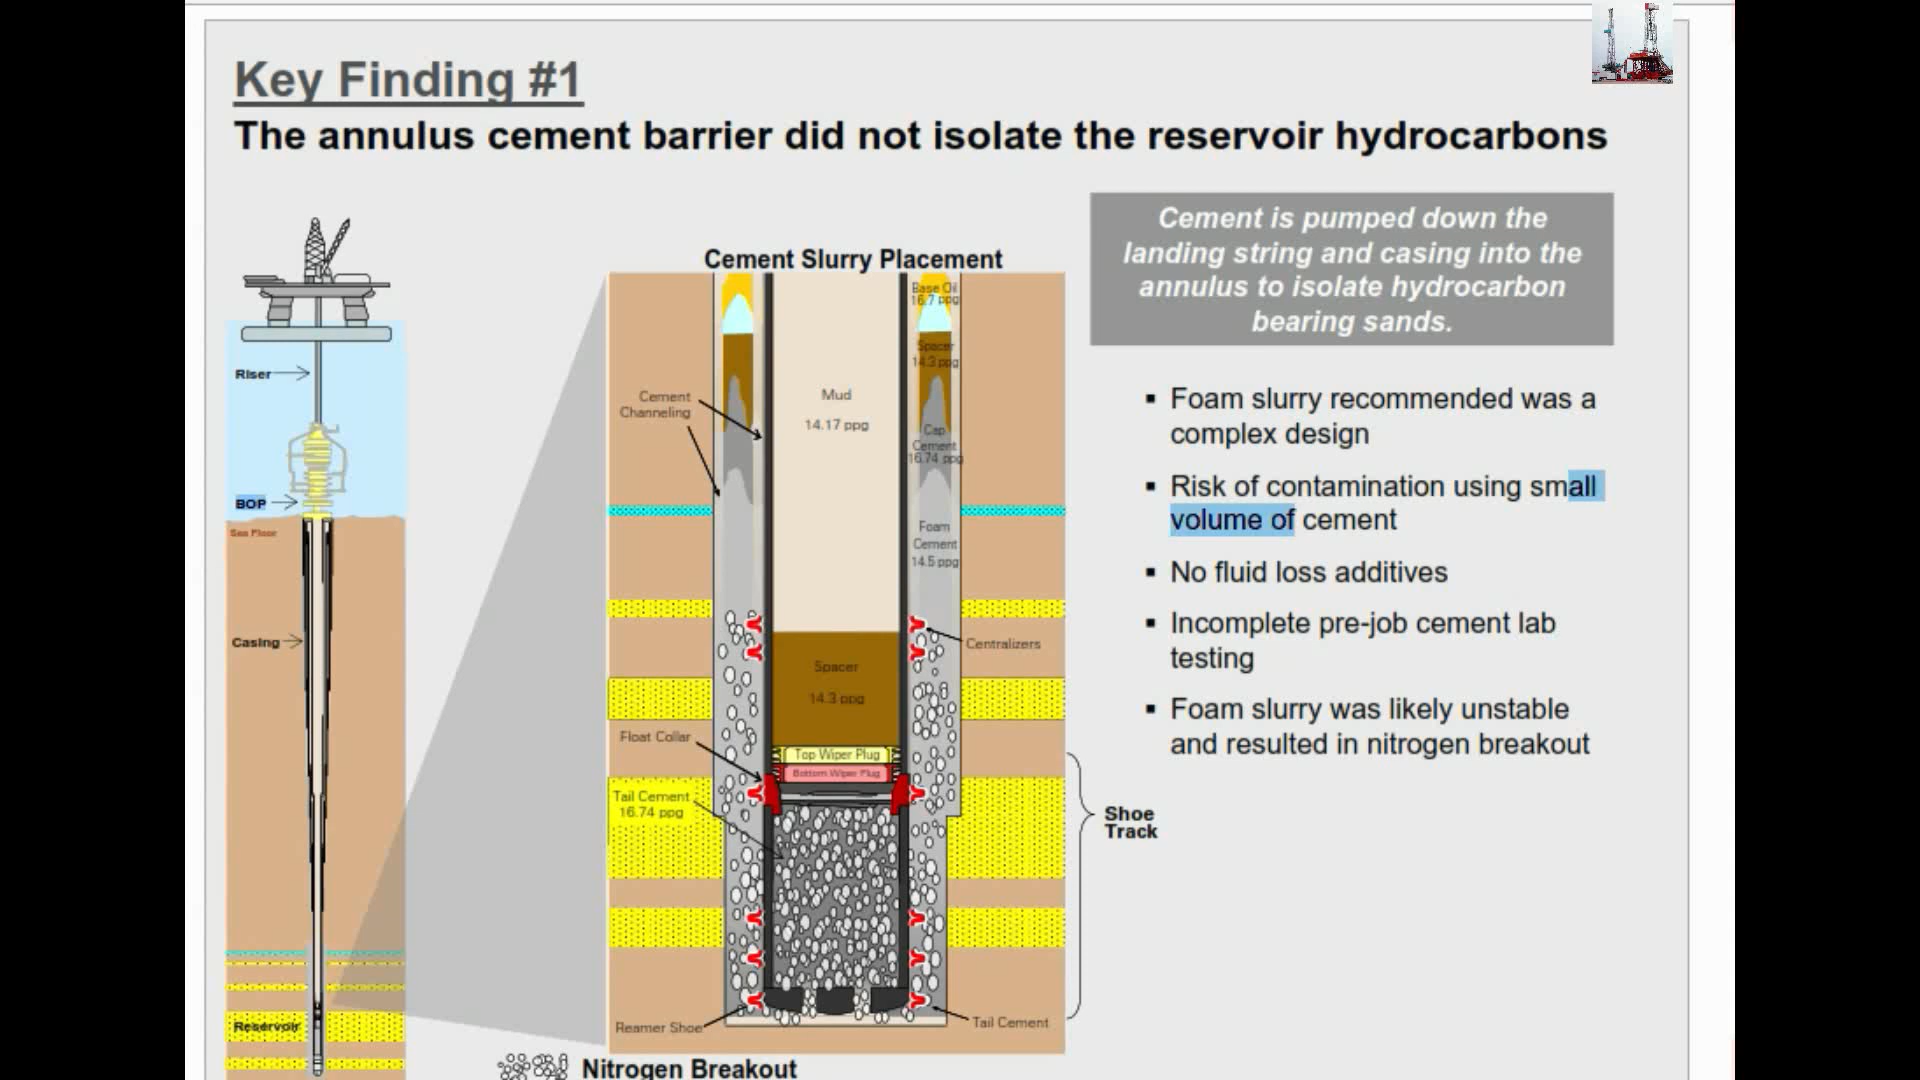 Key Finding #1
The annulus cement barrier did not isolate the reservoir hydrocarbons
Cement is pumped down the
landing string and casing into the
annulus to isolate hydrocarbon
bearing sands.
Riser
BOP
Sea Floor
Casing
Reservoir
Cement Slurry Placement
Base Oil
16.7 ppg
Spacer
14.3 ppg
Cement
Channeling
Mud
14.17 ppg
Cap
Cement
16.74 ppg
Foam
Cement
14.5 ppg
Centralizers
Spacer
14.3 ppg
Float Collar
Top Wiper Plug
Bottom Wiper Plug
Tail Cement
16.74 ppg
Shoe
Track
Reamer Shoe
Tail Cement
Nitrogen Breakout
▪ Foam slurry recommended was a
complex design
▪ Risk of contamination using small
volume of cement
▪ No fluid loss additives
▪ Incomplete pre-job cement lab
testing
▪ Foam slurry was likely unstable
and resulted in nitrogen breakout